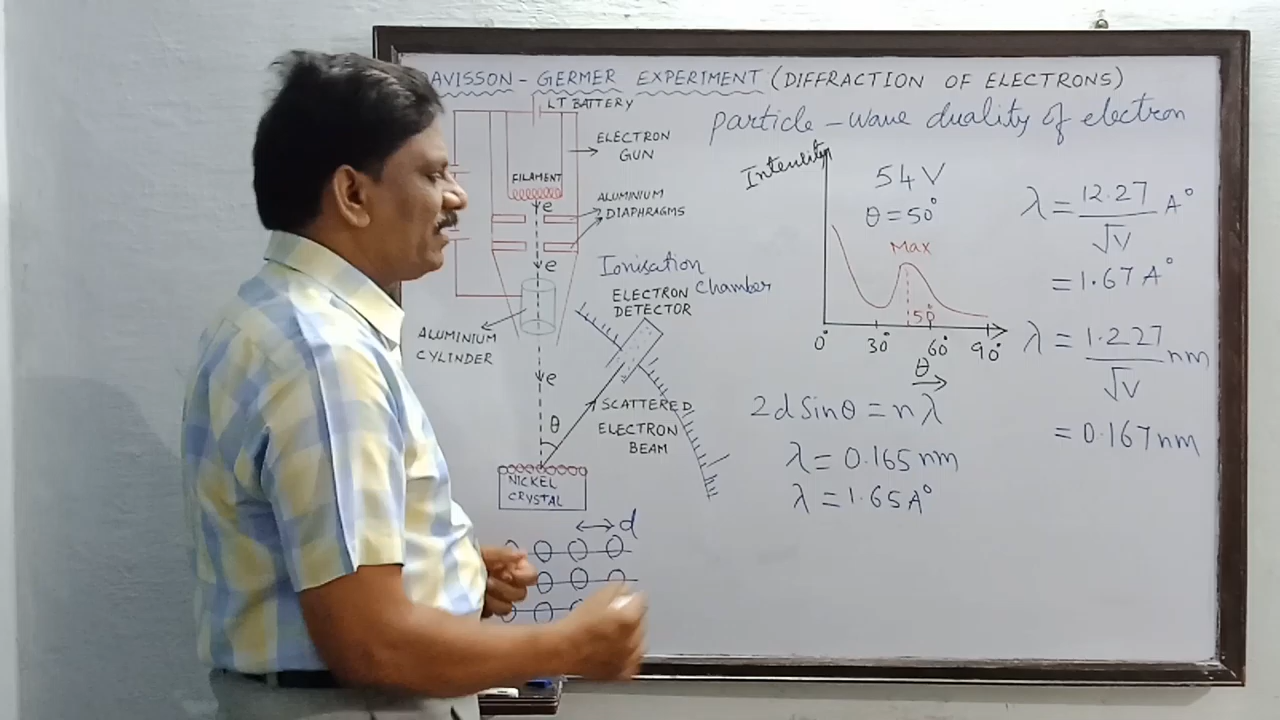 AVISSON - GERMER EXPERIMENT (DIFFRACTION OF ELECTRONS)
particle - wave duality of electron
LT BATTERY
ELECTRON
GUN
FILAMENT
e
ALUMINIUM
DIAPHRAGMS
e
Ionisation
Chamber
ELECTRON
DETECTOR
ALUMINIUM
CYLINDER
e
θ
SCATTERED
ELECTRON
BEAM
NICKEL
CRYSTAL
d
Intensity
54V
θ = 50°
Max
50°
0° 30° 60° 90°
θ
2d Sinθ = nλ
λ = 0.165 nm
λ = 1.65 A°
λ = 12.27 / √V A°
= 1.67 A°
λ = 1.227 / √V nm
= 0.167 nm